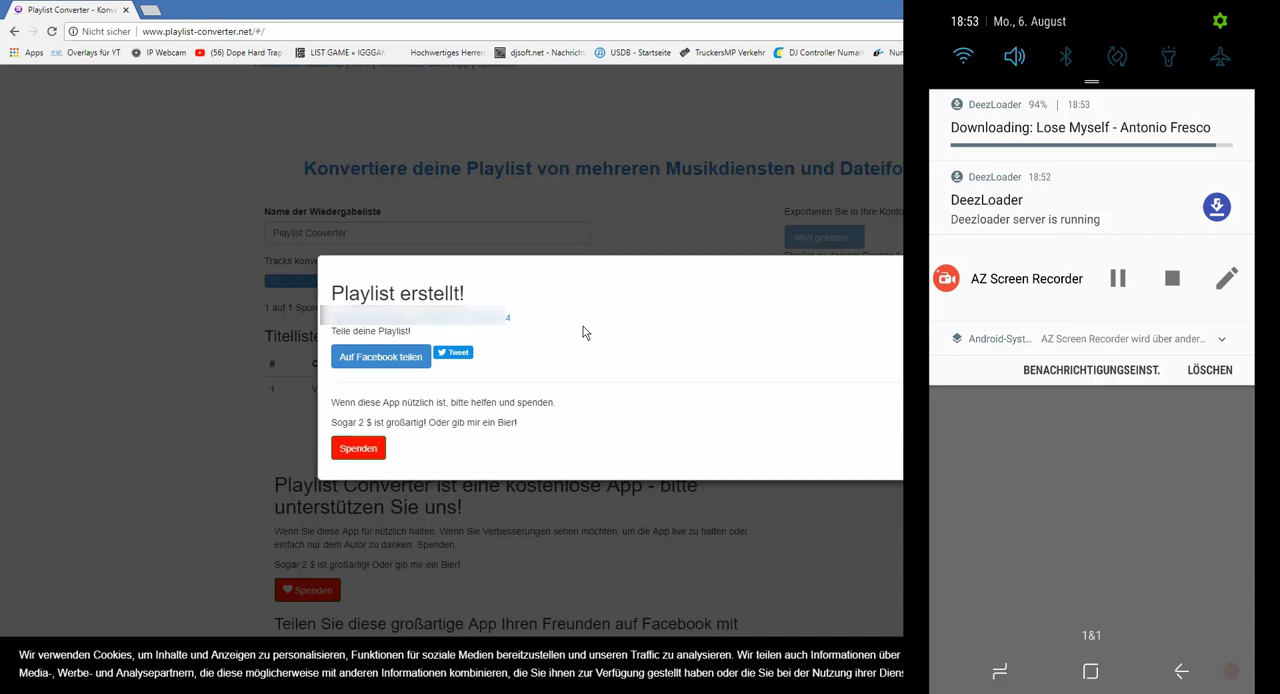 Playlist Converter - Konv
Nicht sicher | www.playlist-converter.net/#/
Apps Overlays für YT IP Webcam (56) Dope Hard Trap LIST GAME « IGGGA Hochwertiges Herren USDB - Startseite djsoft.net - Nachricht TruckersMP Verkehr DJ Controller Numar
Konvertiere deine Playlist von mehreren Musikdiensten und Dateifo
Name der Wiedergabeliste
Playlist Converter
Exportieren Sie in Ihre Konto
Wird geladen...
Tracks konve
1 auf 1 Spure
Titelliste
#
1
Playlist erstellt!
4
Teile deine Playlist!
Auf Facebook teilen
Tweet
Wenn diese App nützlich ist, bitte helfen und spenden.
Sogar 2 $ ist großartig! Oder gib mir ein Bier!
Spenden
Playlist Converter ist eine kostenlose App - bitte
unterstützen Sie uns!
Wenn Sie diese App für nützlich halten. Wenn Sie Verbesserungen sehen möchten, um die App live zu halten oder
einfach nur dem Autor zu danken. Spenden.
Sogar 2 $ ist großartig! Oder gib mir ein Bier!
Spenden
Teilen Sie diese großartige App Ihren Freunden auf Facebook mit
Wir verwenden Cookies, um Inhalte und Anzeigen zu personalisieren, Funktionen für soziale Medien bereitzustellen und unseren Traffic zu analysieren. Wir teilen auch Informationen über
Media-, Werbe- und Analysepartnern, die diese möglicherweise mit anderen Informationen kombinieren, die Sie ihnen zur Verfügung gestellt haben oder die Sie bei der Nutzung ihrer Diens
18:53 | Mo., 6. August
DeezLoader 94% | 18:53
Downloading: Lose Myself - Antonio Fresco
DeezLoader 18:52
DeezLoader
Deezloader server is running
AZ Screen Recorder
Android-Syst... AZ Screen Recorder wird über ander...
BENACHRICHTIGUNGSEINST. LÖSCHEN
1&1